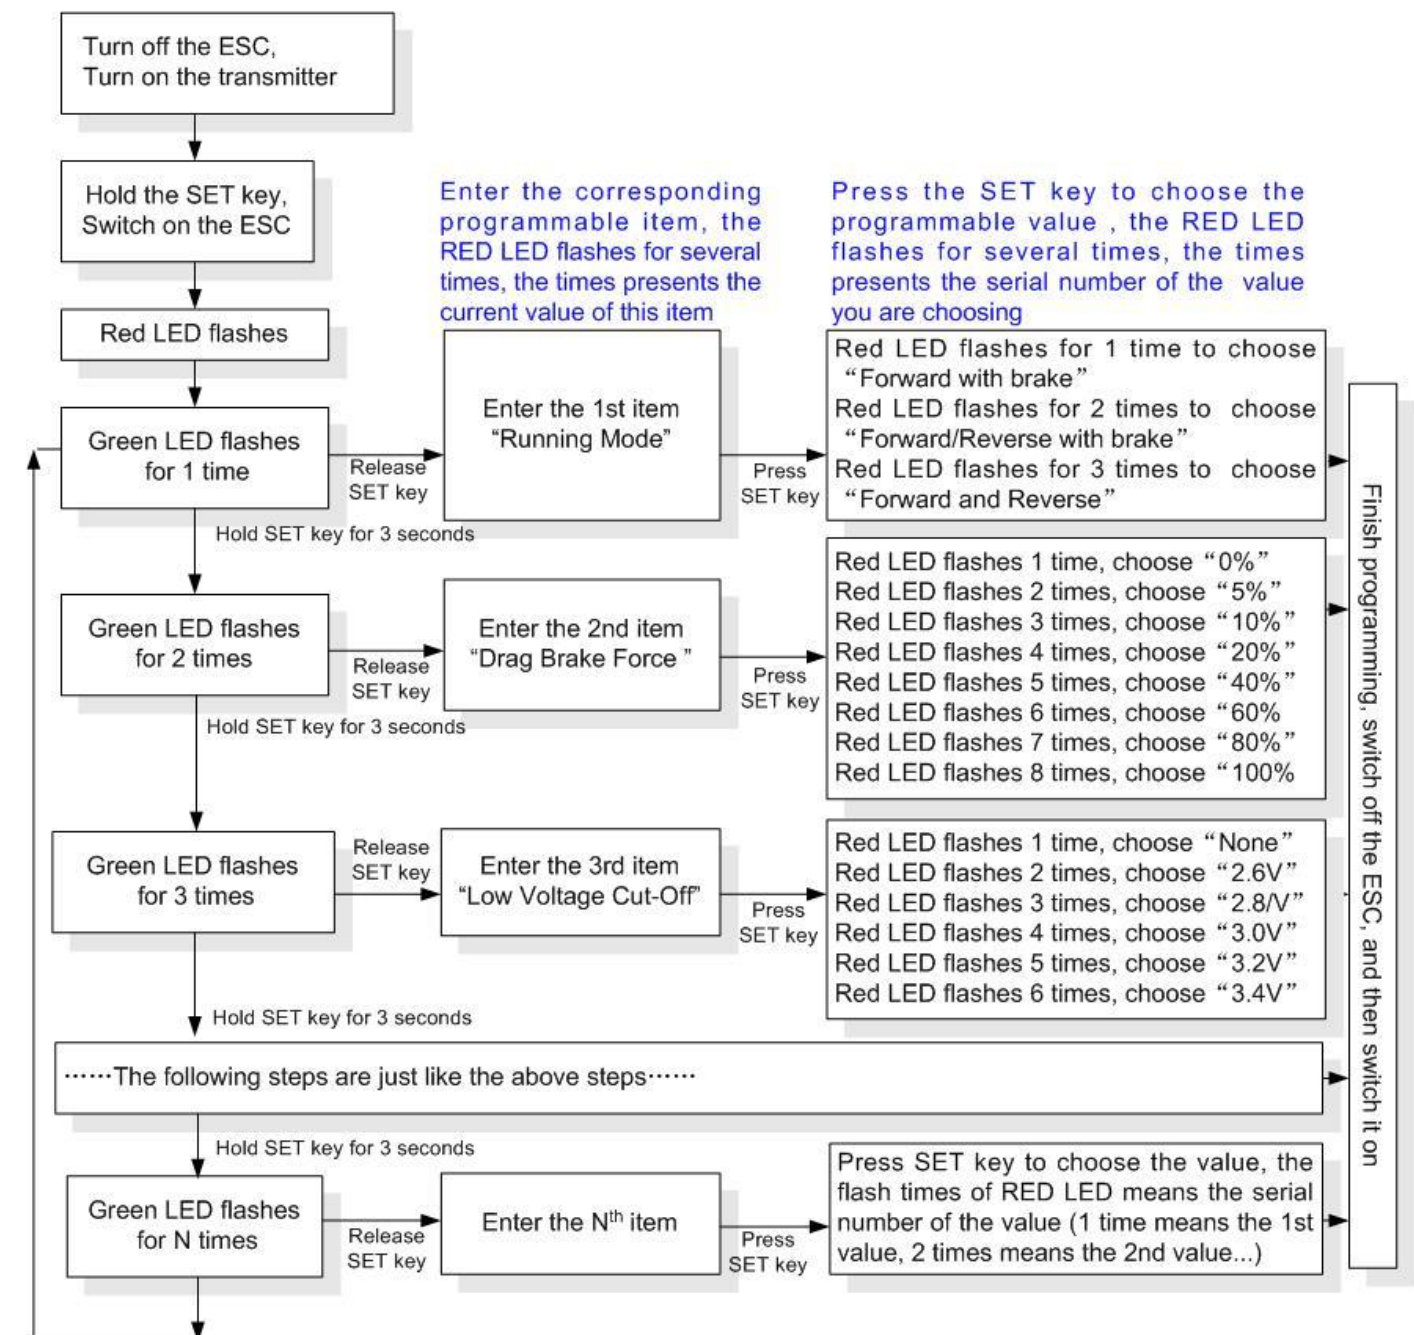 Turn off the ESC,
Turn on the transmitter
Hold the SET key,
Switch on the ESC
Enter the corresponding
programmable item, the
RED LED flashes for several
times, the times presents the
current value of this item
Press the SET key to choose the
programmable value , the RED LED
flashes for several times, the times
presents the serial number of the value
you are choosing
Red LED flashes
Green LED flashes
for 1 time
Release
SET key
Enter the 1st item
“Running Mode”
Press
SET key
Red LED flashes for 1 time to choose
“Forward with brake”
Red LED flashes for 2 times to choose
“Forward/Reverse with brake”
Red LED flashes for 3 times to choose
“Forward and Reverse”
Hold SET key for 3 seconds
Green LED flashes
for 2 times
Release
SET key
Enter the 2nd item
“Drag Brake Force ”
Press
SET key
Red LED flashes 1 time, choose “0%”
Red LED flashes 2 times, choose “5%”
Red LED flashes 3 times, choose “10%”
Red LED flashes 4 times, choose “20%”
Red LED flashes 5 times, choose “40%”
Red LED flashes 6 times, choose “60%
Red LED flashes 7 times, choose “80%”
Red LED flashes 8 times, choose “100%
Hold SET key for 3 seconds
Green LED flashes
for 3 times
Release
SET key
Enter the 3rd item
“Low Voltage Cut-Off”
Press
SET key
Red LED flashes 1 time, choose “None”
Red LED flashes 2 times, choose “2.6V”
Red LED flashes 3 times, choose “2.8/V”
Red LED flashes 4 times, choose “3.0V”
Red LED flashes 5 times, choose “3.2V”
Red LED flashes 6 times, choose “3.4V”
Hold SET key for 3 seconds
······The following steps are just like the above steps······
Hold SET key for 3 seconds
Green LED flashes
for N times
Release
SET key
Enter the Nth item
Press
SET key
Press SET key to choose the value, the
flash times of RED LED means the serial
number of the value (1 time means the 1st
value, 2 times means the 2nd value...)
Finish programming, switch off the ESC, and then switch it on